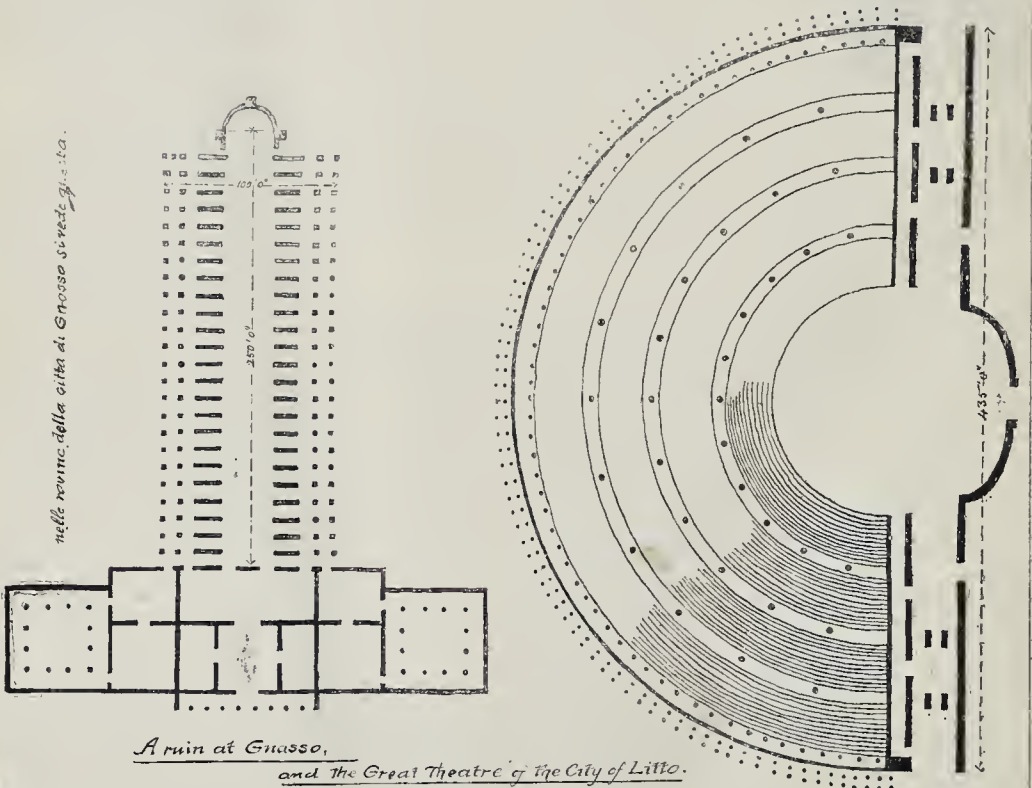 nelle rovine della citta di Gnosso si vede questa.
100'.0"
250'.0"
435'.0"
A ruin at Gnasso,
and the Great Theatre of the City of Litto.